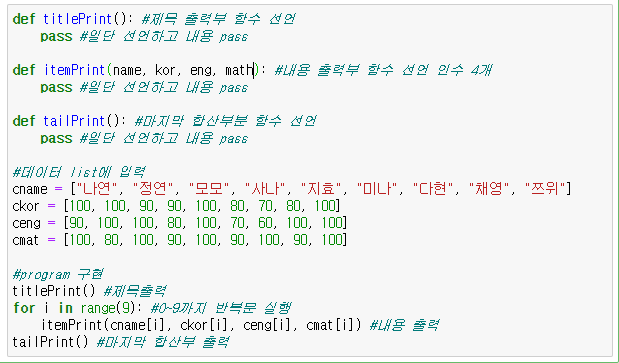 def titlePrint(): #제목 출력부 함수 선언
    pass #일단 선언하고 내용 pass
def itemPrint(name, kor, eng, math): #내용 출력부 함수 선언 인수 4개
    pass #일단 선언하고 내용 pass
def tailPrint(): #마지막 합산부분 함수 선언
    pass #일단 선언하고 내용 pass
#데이터 list에 입력
cname = ["나연", "정연", "모모", "사나", "지효", "미나", "다현", "채영", "쯔위"]
ckor = [100, 100, 90, 90, 100, 80, 70, 80, 100]
ceng = [90, 100, 100, 80, 100, 70, 60, 100, 100]
cmat = [100, 80, 100, 90, 100, 90, 100, 90, 100]
#program 구현
titlePrint() #제목출력
for i in range(9): #0~9까지 반복문 실행
    itemPrint(cname[i], ckor[i], ceng[i], cmat[i]) #내용 출력
tailPrint() #마지막 합산부 출력